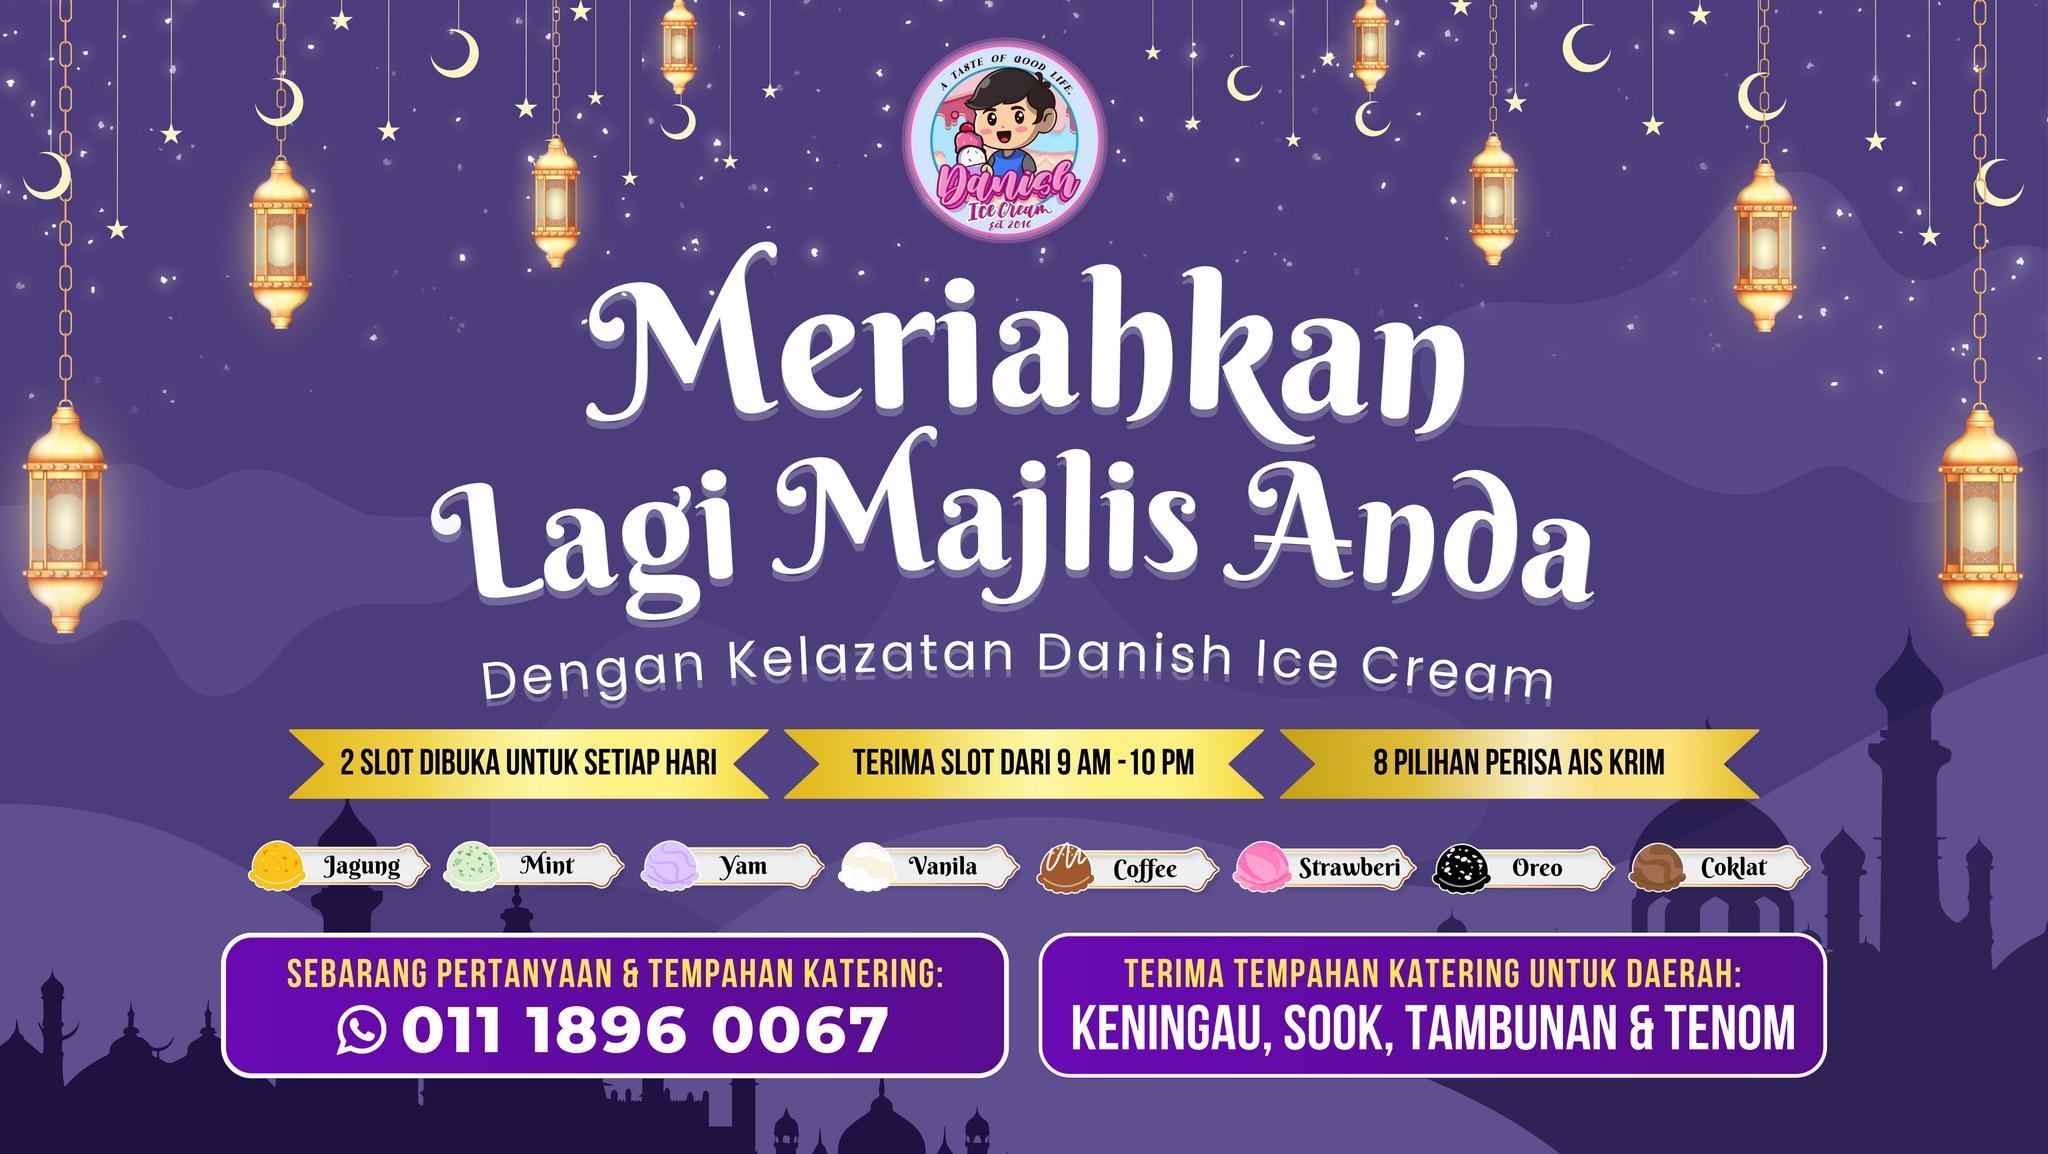 A TASTE OF GOOD LIFE.
Danish
Ice Cream
Est 2016
Meriahkan
Lagi Majlis Anda
Dengan Kelazatan Danish Ice Cream
2 SLOT DIBUKA UNTUK SETIAP HARI
TERIMA SLOT DARI 9 AM - 10 PM
8 PILIHAN PERISA AIS KRIM
Jagung
Mint
Yam
Vanila
Coffee
Strawberi
Oreo
Coklat
SEBARANG PERTANYAAN & TEMPAHAN KATERING:
011 1896 0067
TERIMA TEMPAHAN KATERING UNTUK DAERAH:
KENINGAU, SOOK, TAMBUNAN & TENOM